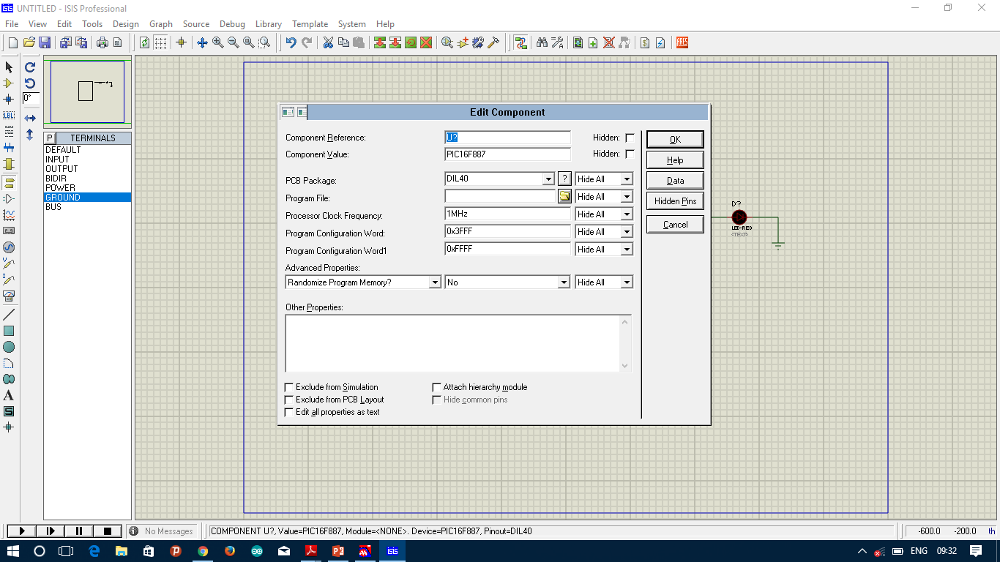 UNTITLED - ISIS Professional
File View Edit Tools Design Graph Source Debug Library Template System Help
ARES
LBL
0°
P TERMINALS
DEFAULT
INPUT
OUTPUT
BIDIR
POWER
GROUND
BUS
A
S
Edit Component
Component Reference: U? Hidden:
Component Value: PIC16F887 Hidden:
PCB Package: DIL40 ? Hide All
Program File: Hide All
Processor Clock Frequency: 1MHz Hide All
Program Configuration Word: 0x3FFF Hide All
Program Configuration Word1 0xFFFF Hide All
Advanced Properties:
Randomize Program Memory? No Hide All
Other Properties:
Exclude from Simulation Attach hierarchy module
Exclude from PCB Layout Hide common pins
Edit all properties as text
OK
Help
Data
Hidden Pins
Cancel
D?
LED-RED
<TEXT>
No Messages COMPONENT U?, Value=PIC16F887, Module=<NONE>. Device=PIC16F887, Pinout=DIL40 -600.0 -200.0 th
ISIS ENG 09:32